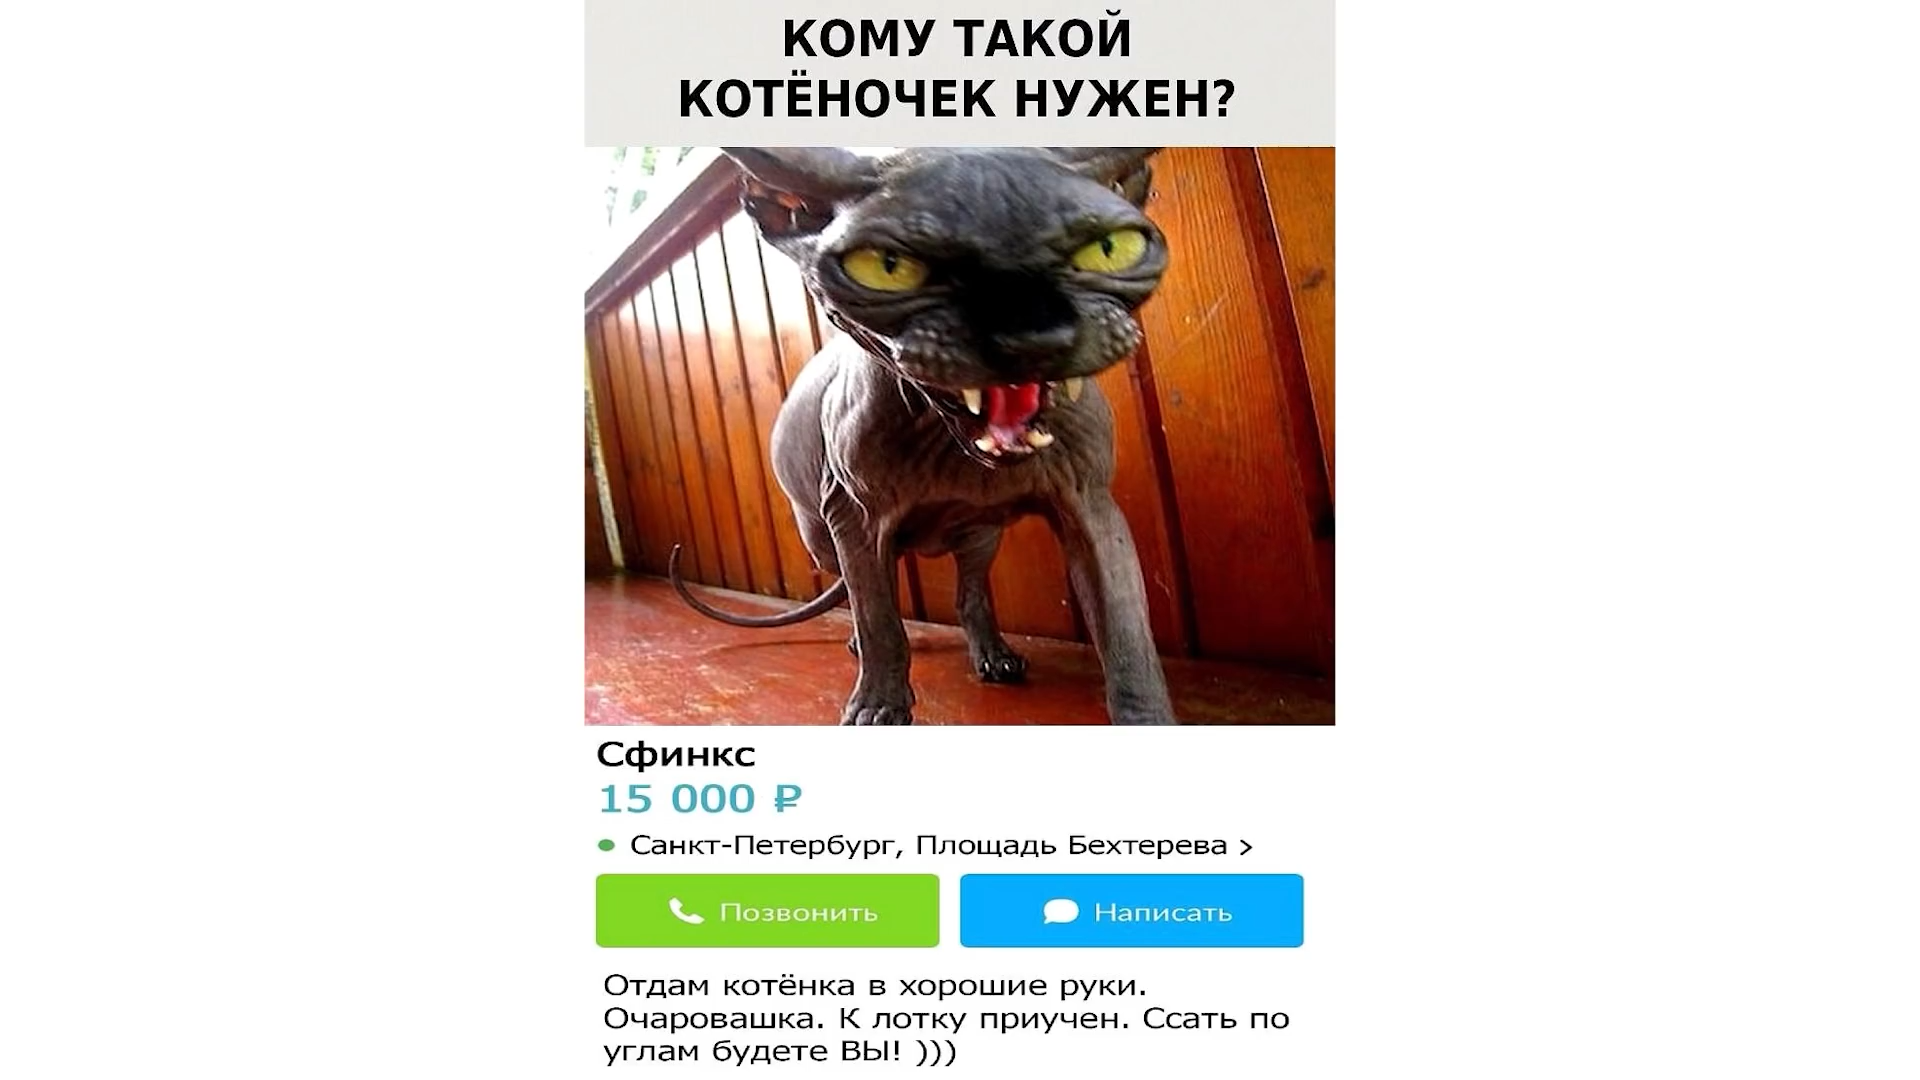 КОМУ ТАКОЙ
КОТЁНОЧЕК НУЖЕН?
Сфинкс
15 000 ₽
Санкт-Петербург, Площадь Бехтерева >
Позвонить
Написать
Отдам котёнка в хорошие руки.
Очаровашка. К лотку приучен. Ссать по
углам будете ВЫ! )))